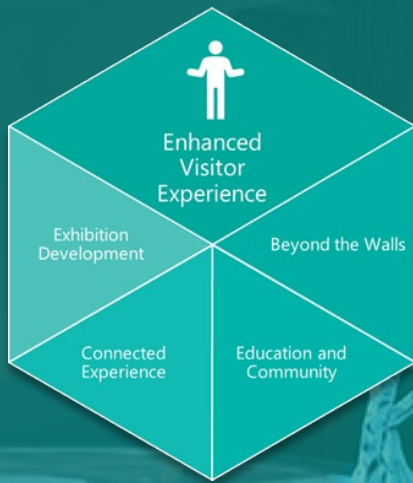 Enhanced
Visitor
Experience
Exhibition
Development
Beyond the Walls
Connected
Experience
Education and
Community